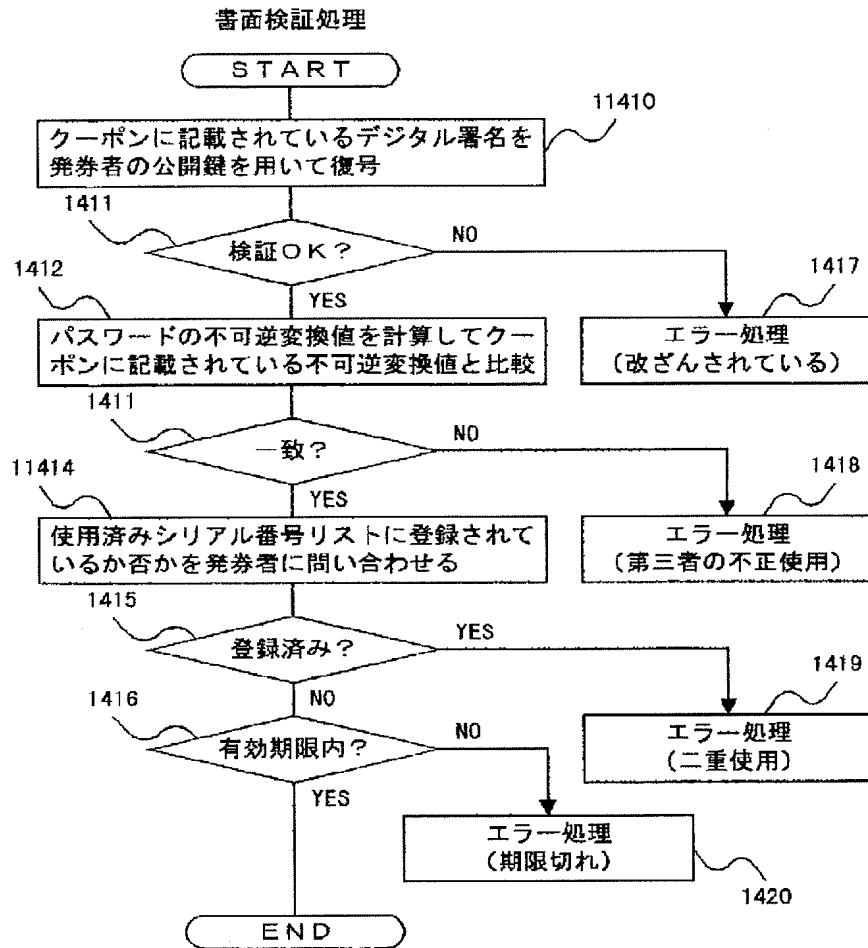 書面検証処理
START
11410
クーポンに記載されているデジタル署名を
発券者の公開鍵を用いて復号
1411
検証OK?
NO
YES
1412
1417
パスワードの不可逆変換値を計算してクー
ポンに記載されている不可逆変換値と比較
エラー処理
(改ざんされている)
1411
一致?
NO
YES
11414
1418
使用済みシリアル番号リストに登録されて
いるか否かを発券者に問い合わせる
エラー処理
(第三者の不正使用)
1415
登録済み?
YES
NO
1419
1416
有効期限内?
NO
YES
エラー処理
(二重使用)
エラー処理
(期限切れ)
1420
END